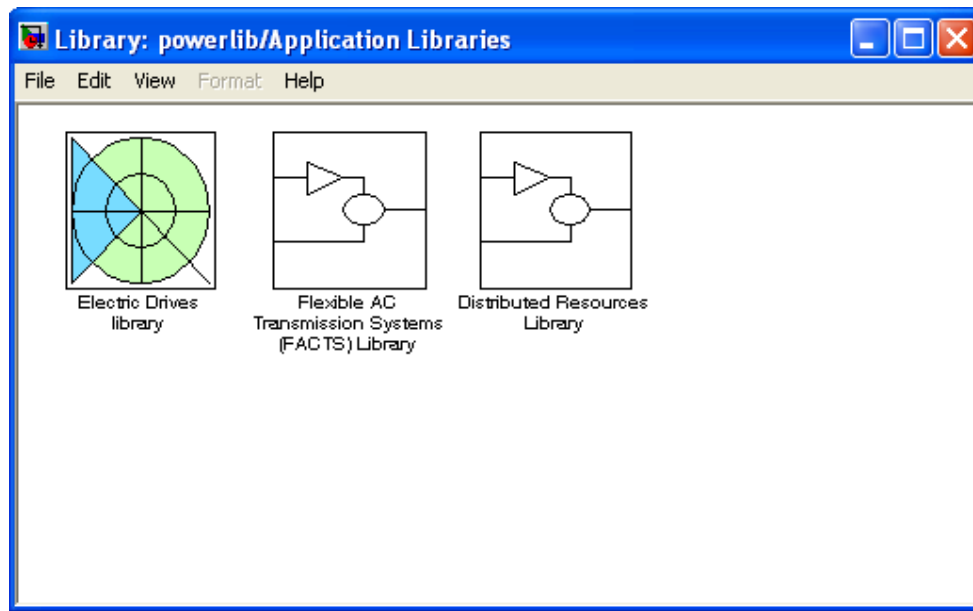 Library: powerlib/Application Libraries
File Edit View Format Help
Electric Drives
library
Flexible AC
Transmission Systems
(FACTS) Library
Distributed Resources
Library